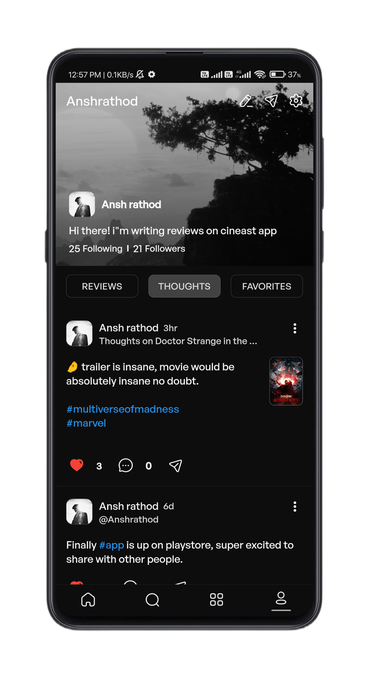 12:57 PM | 0.1KB/s
37%
Anshrathod
Ansh rathod
Hi there! i"m writing reviews on cineast app
25 Following I 21 Followers
REVIEWS THOUGHTS FAVORITES
Ansh rathod 3hr
Thoughts on Doctor Strange in the ...
🤌 trailer is insane, movie would be
absolutely insane no doubt.
#multiverseofmadness
#marvel
3 0
Ansh rathod 6d
@Anshrathod
Finally #app is up on playstore, super excited to
share with other people.